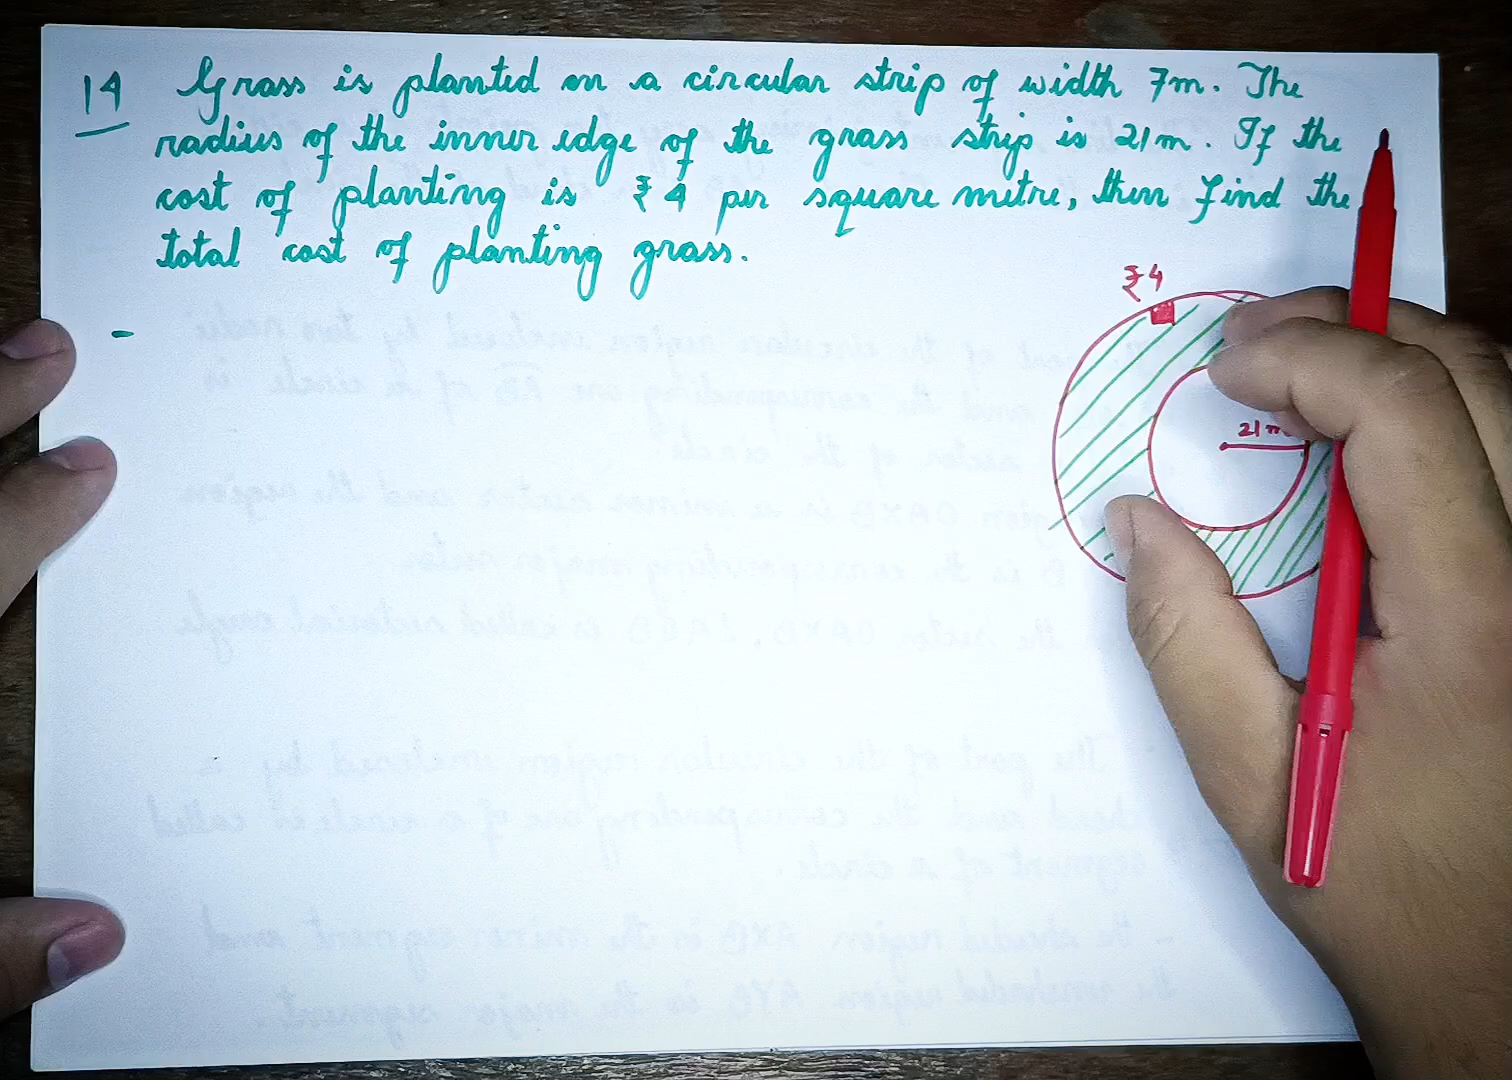 14 Grass is planted on a circular strip of width 7m. The
radius of the inner edge of the grass strip is 21m. If the
cost of planting is ₹ 4 per square metre, then find the
total cost of planting grass.
₹4
21m